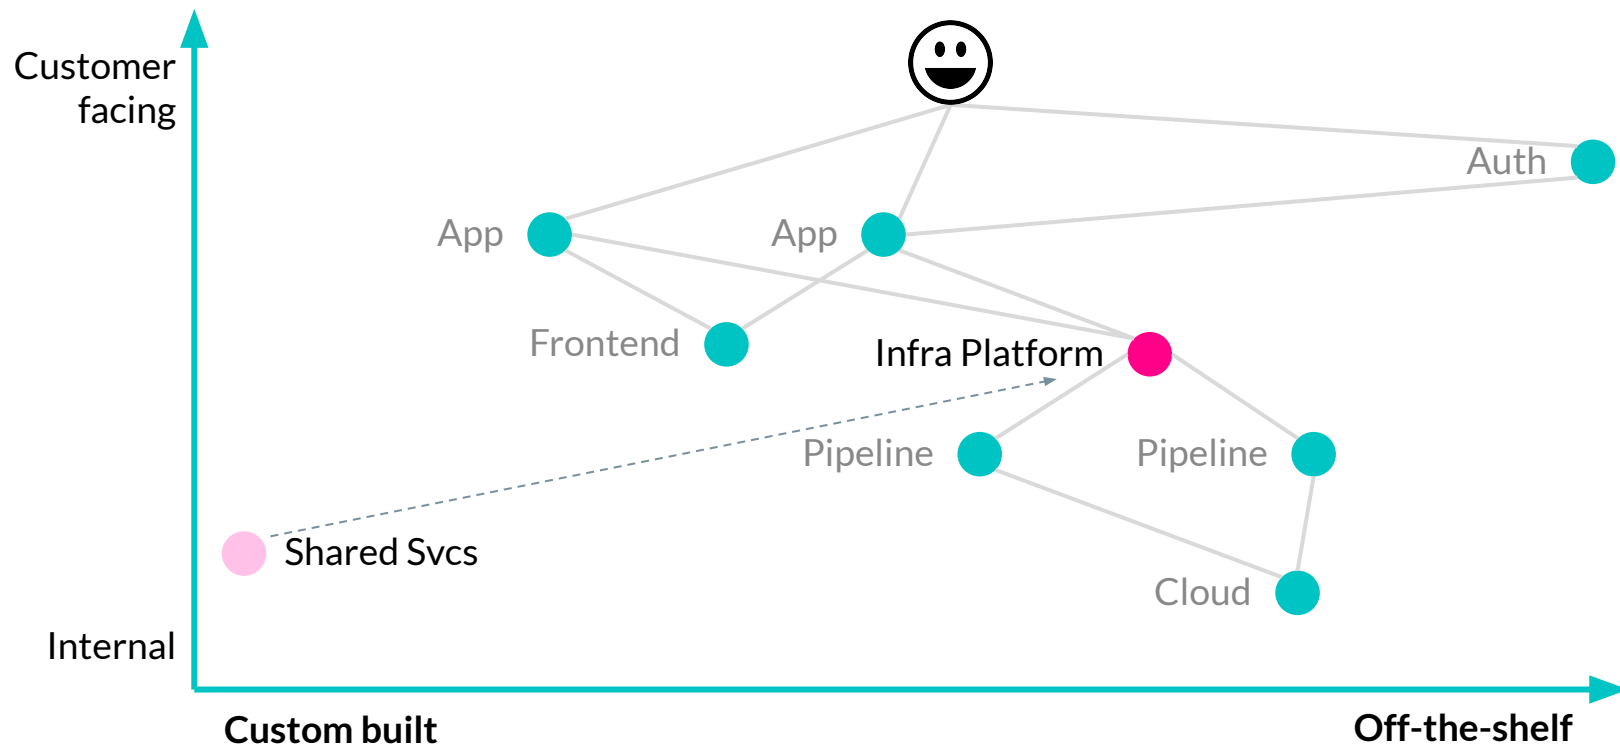 Customer
facing
Auth
App
App
Frontend
Infra Platform
Pipeline
Pipeline
Shared Svcs
Cloud
Internal
Custom built
Off-the-shelf